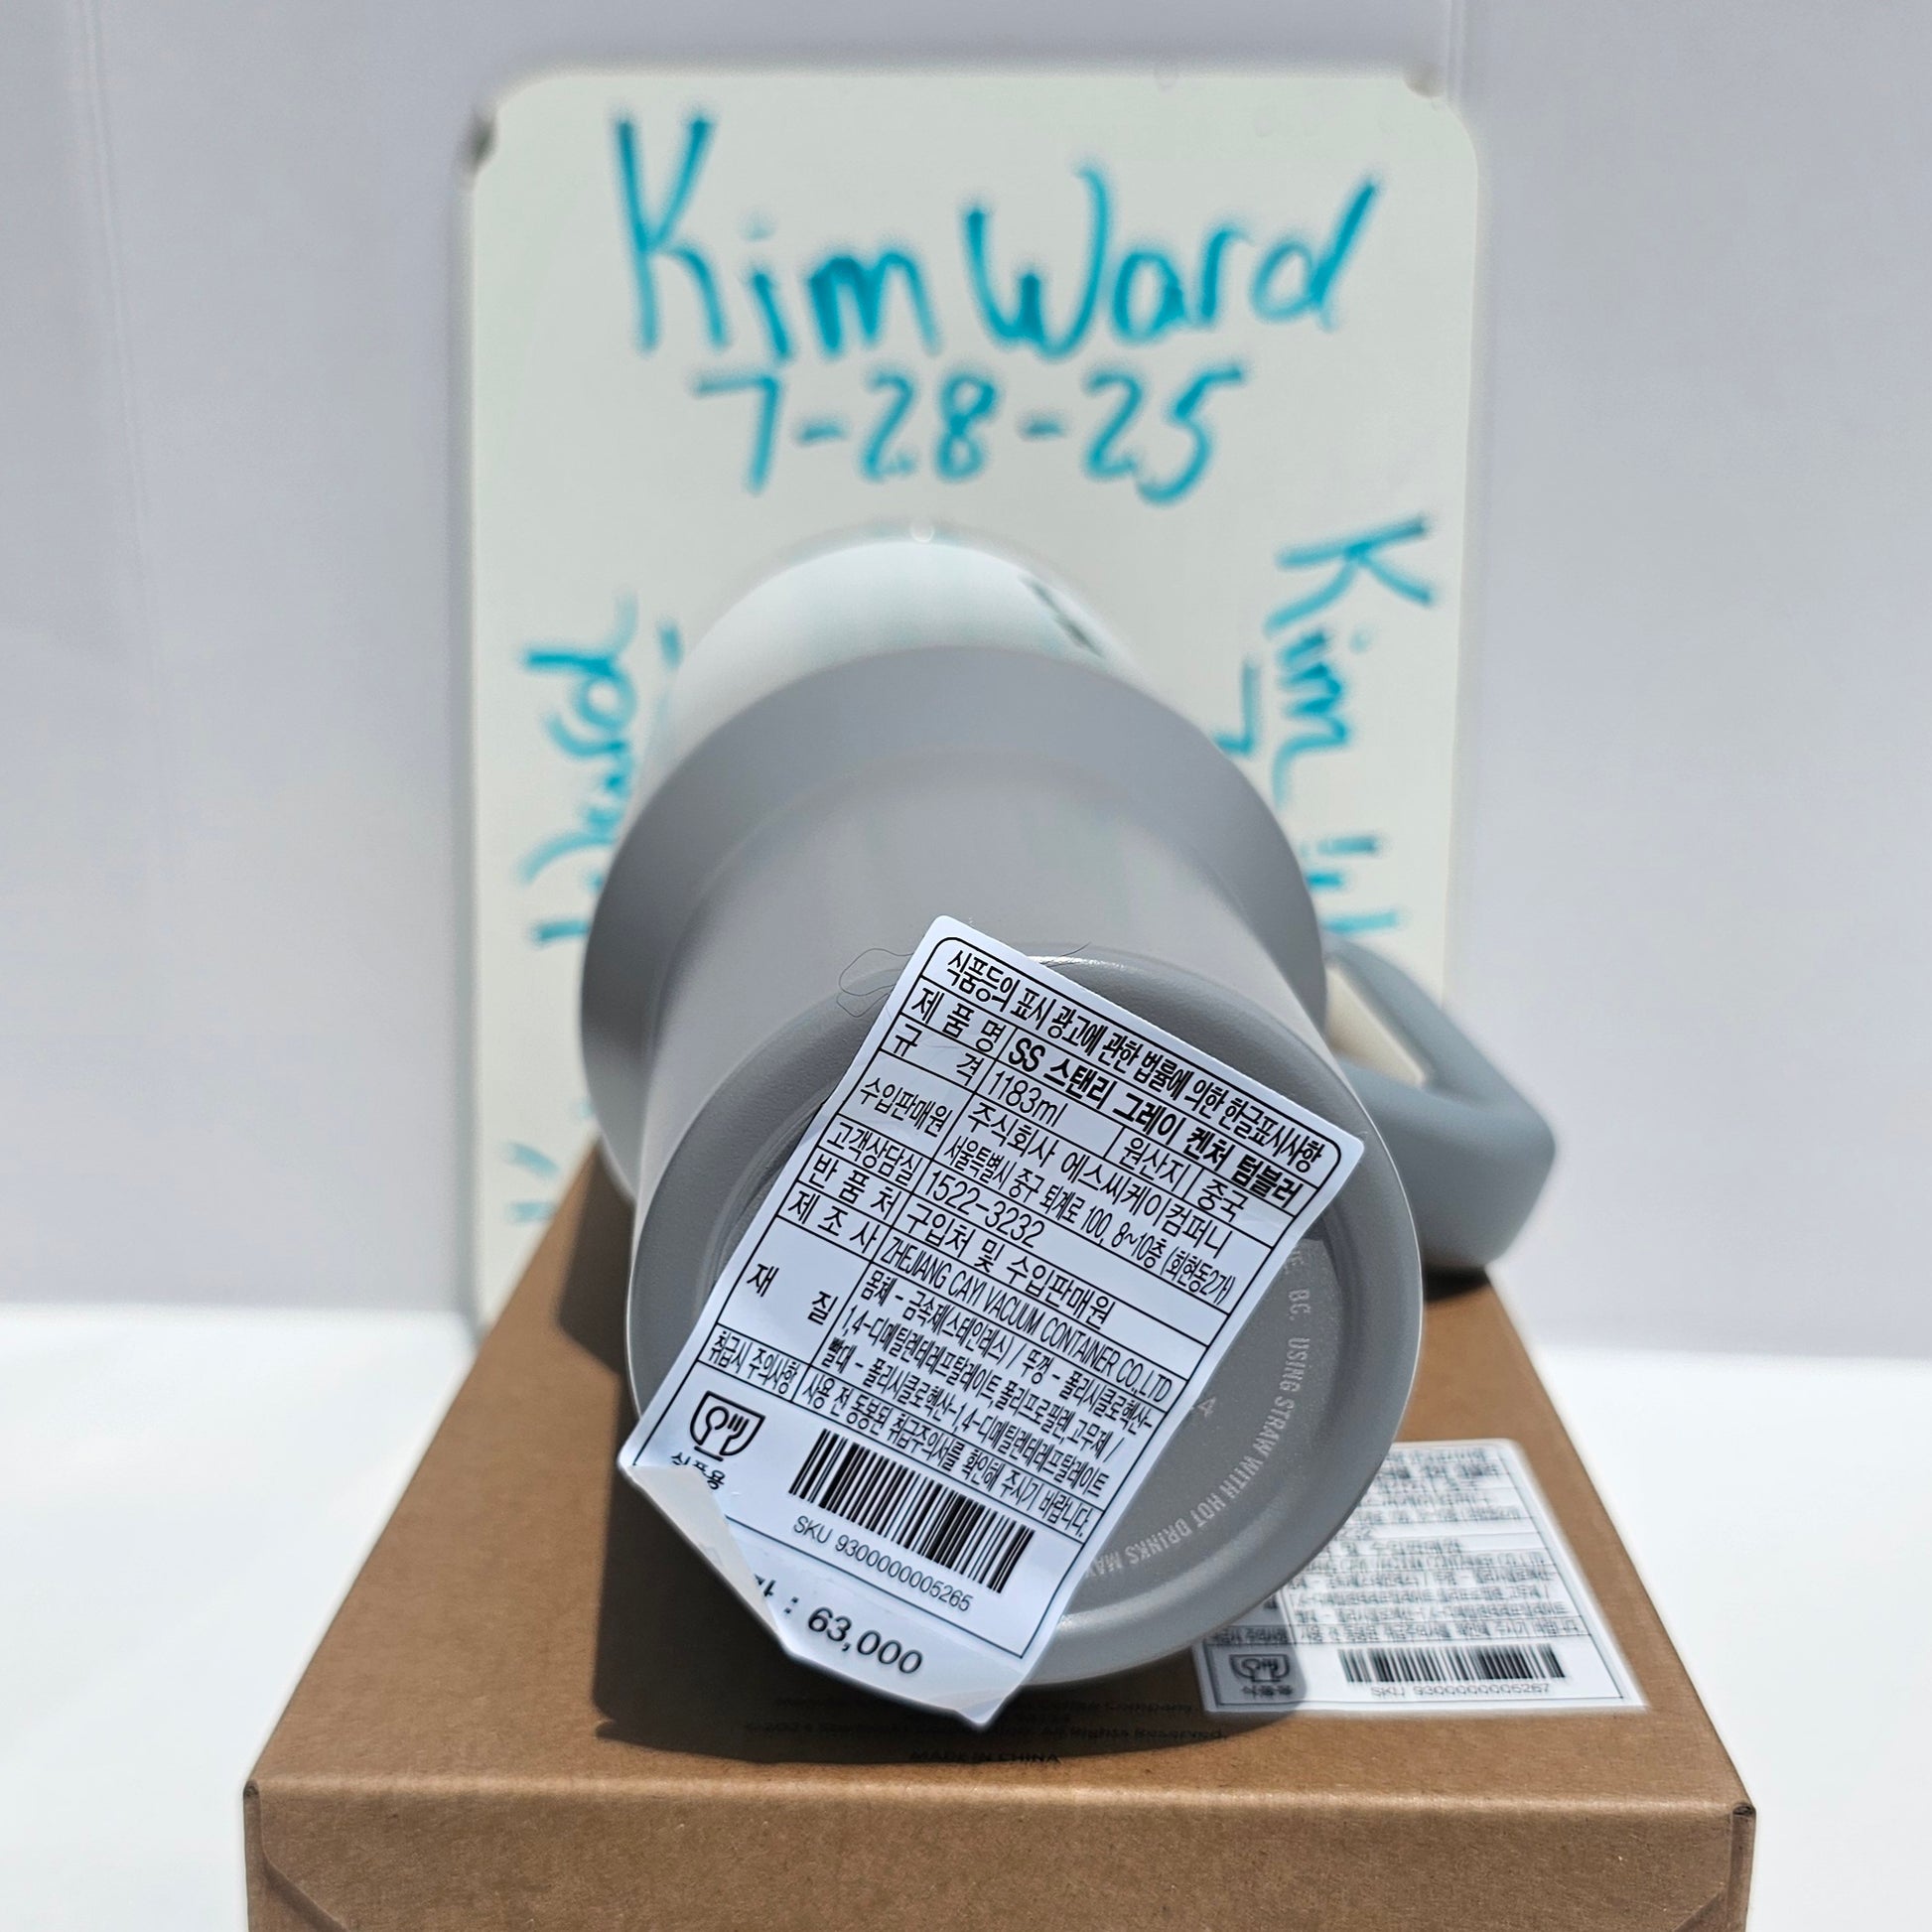 Kim Ward
7-28-25
Kim
Ward
식품등의 표시 광고에 관한 법률에 의한 한글표시사항
제 품 명 SS 스탠리 그레이 켄처 텀블러
규 격 1183ml 원산지 중국
수입판매원 주식회사 에스씨케이컴퍼니
서울특별시 중구 퇴계로 100, 8~10층 (회현동2가)
고객상담실 1522-3232
반 품 처 구입처 및 수입판매원
제 조 사 ZHEJIANG CAYI VACUUM CONTAINER CO.,LTD
재 질 몸체 - 금속제(스테인레스) / 뚜껑 - 폴리시클로헥산-
1,4-디메틸렌테레프탈레이트,폴리프로필렌,고무제 /
빨대 - 폴리시클로헥산-1,4-디메틸렌테레프탈레이트
취급시 주의사항 사용 전 동봉된 취급주의서를 확인해 주시기 바랍니다.
식품용
SKU 9300000005265
: 63,000
USING STRAW WITH HOT DRINKS MAY
SKU 9300000005267
All Rights Reserved.
MADE IN CHINA